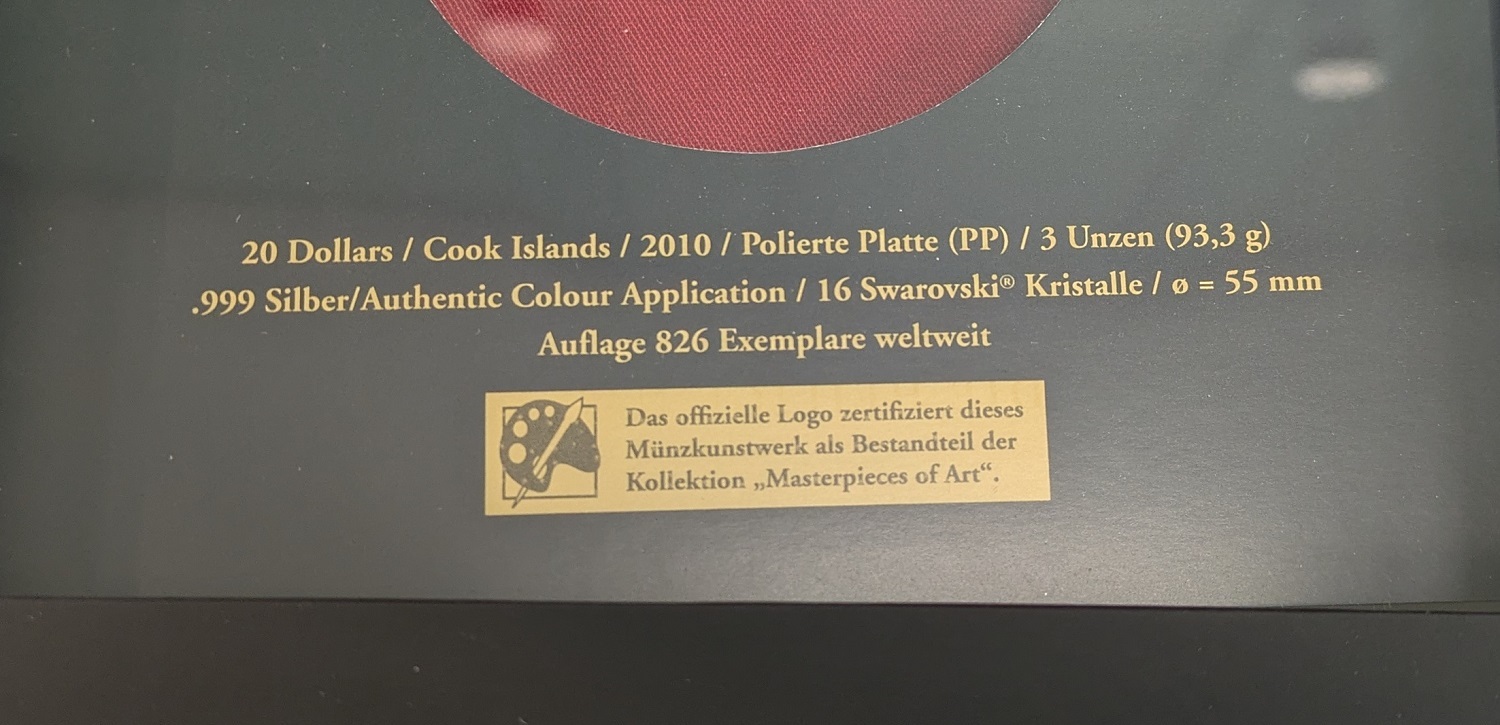 20 Dollars / Cook Islands / 2010 / Polierte Platte (PP) / 3 Unzen (93,3 g)
.999 Silber/Authentic Colour Application / 16 Swarovski® Kristalle / ø = 55 mm
Auflage 826 Exemplare weltweit
Das offizielle Logo zertifiziert dieses
Münzkunstwerk als Bestandteil der
Kollektion „Masterpieces of Art“.